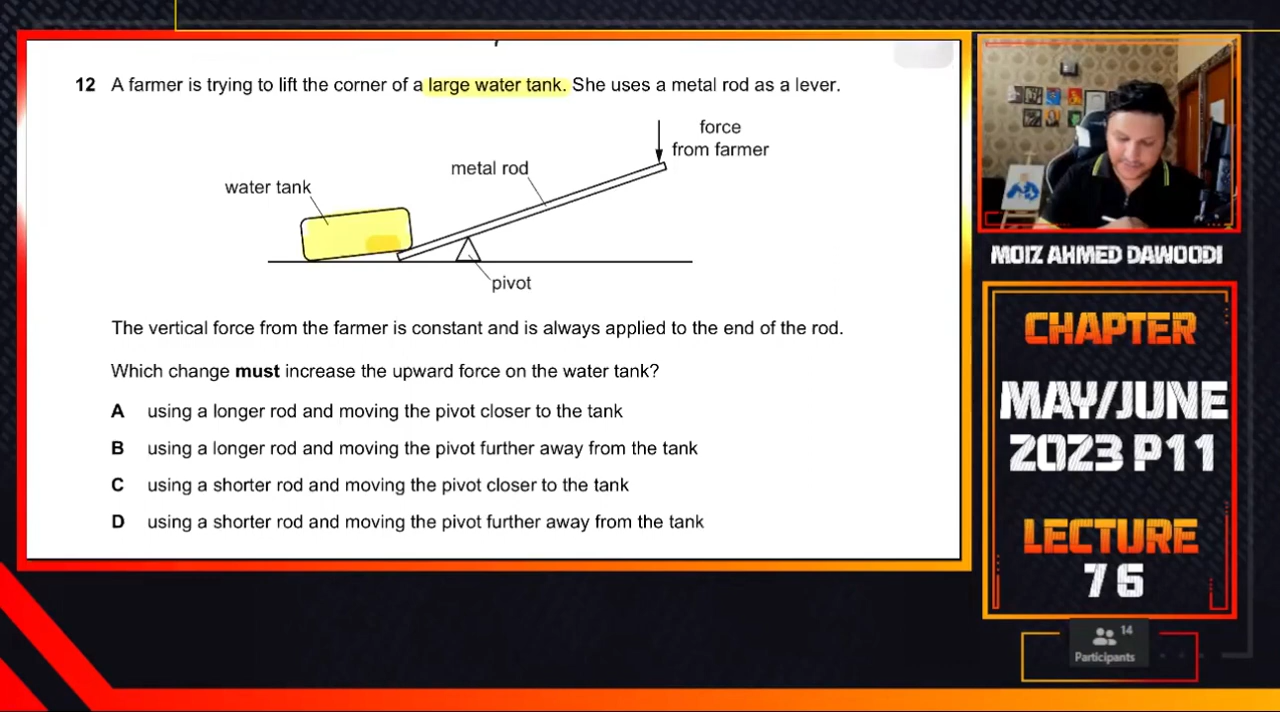 12 A farmer is trying to lift the corner of a large water tank. She uses a metal rod as a lever.
force
from farmer
metal rod
water tank
pivot
The vertical force from the farmer is constant and is always applied to the end of the rod.
Which change must increase the upward force on the water tank?
A using a longer rod and moving the pivot closer to the tank
B using a longer rod and moving the pivot further away from the tank
C using a shorter rod and moving the pivot closer to the tank
D using a shorter rod and moving the pivot further away from the tank
MOIZ AHMED DAWOODI
CHAPTER
MAY/JUNE
2023 P11
LECTURE
76
14
Participants